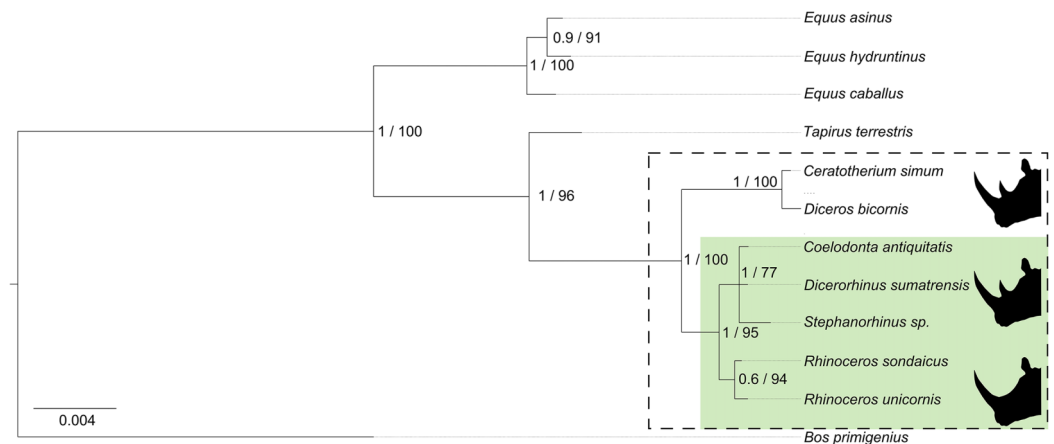 Equus asinus
0.9 / 91
Equus hydruntinus
1 / 100
Equus caballus
1 / 100
Tapirus terrestris
Ceratotherium simum
1 / 100
1 / 96
Diceros bicornis
Coelodonta antiquitatis
1 / 100
1 / 77
Dicerorhinus sumatrensis
Stephanorhinus sp.
1 / 95
Rhinoceros sondaicus
0.6 / 94
Rhinoceros unicornis
0.004
Bos primigenius